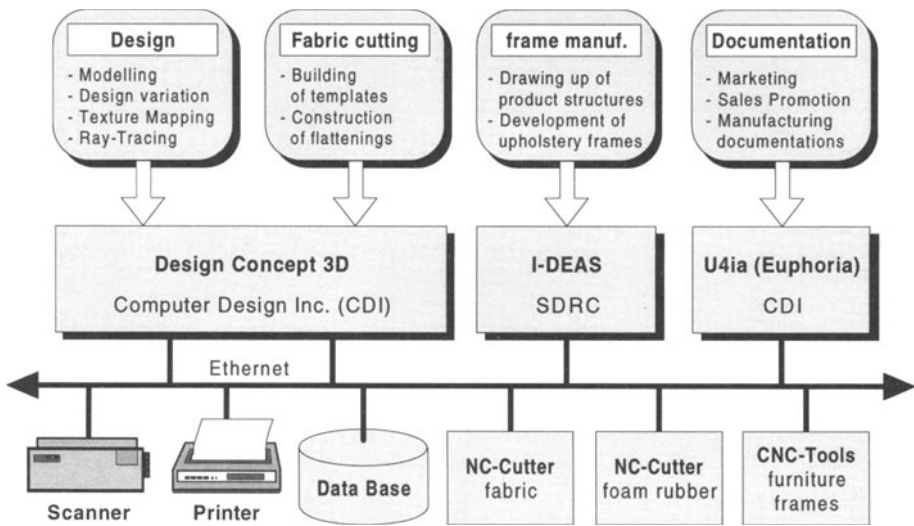 Design
- Modelling
- Design variation
- Texture Mapping
- Ray-Tracing
Fabric cutting
- Building
of templates
- Construction
of flattenings
frame manuf.
- Drawing up of
product structures
- Development of
upholstery frames
Documentation
- Marketing
- Sales Promotion
- Manufacturing
documentations
Design Concept 3D
Computer Design Inc. (CDI)
I-DEAS
SDRC
U4ia (Euphoria)
CDI
Ethernet
Scanner
Printer
Data Base
NC-Cutter
fabric
NC-Cutter
foam rubber
CNC-Tools
furniture
frames